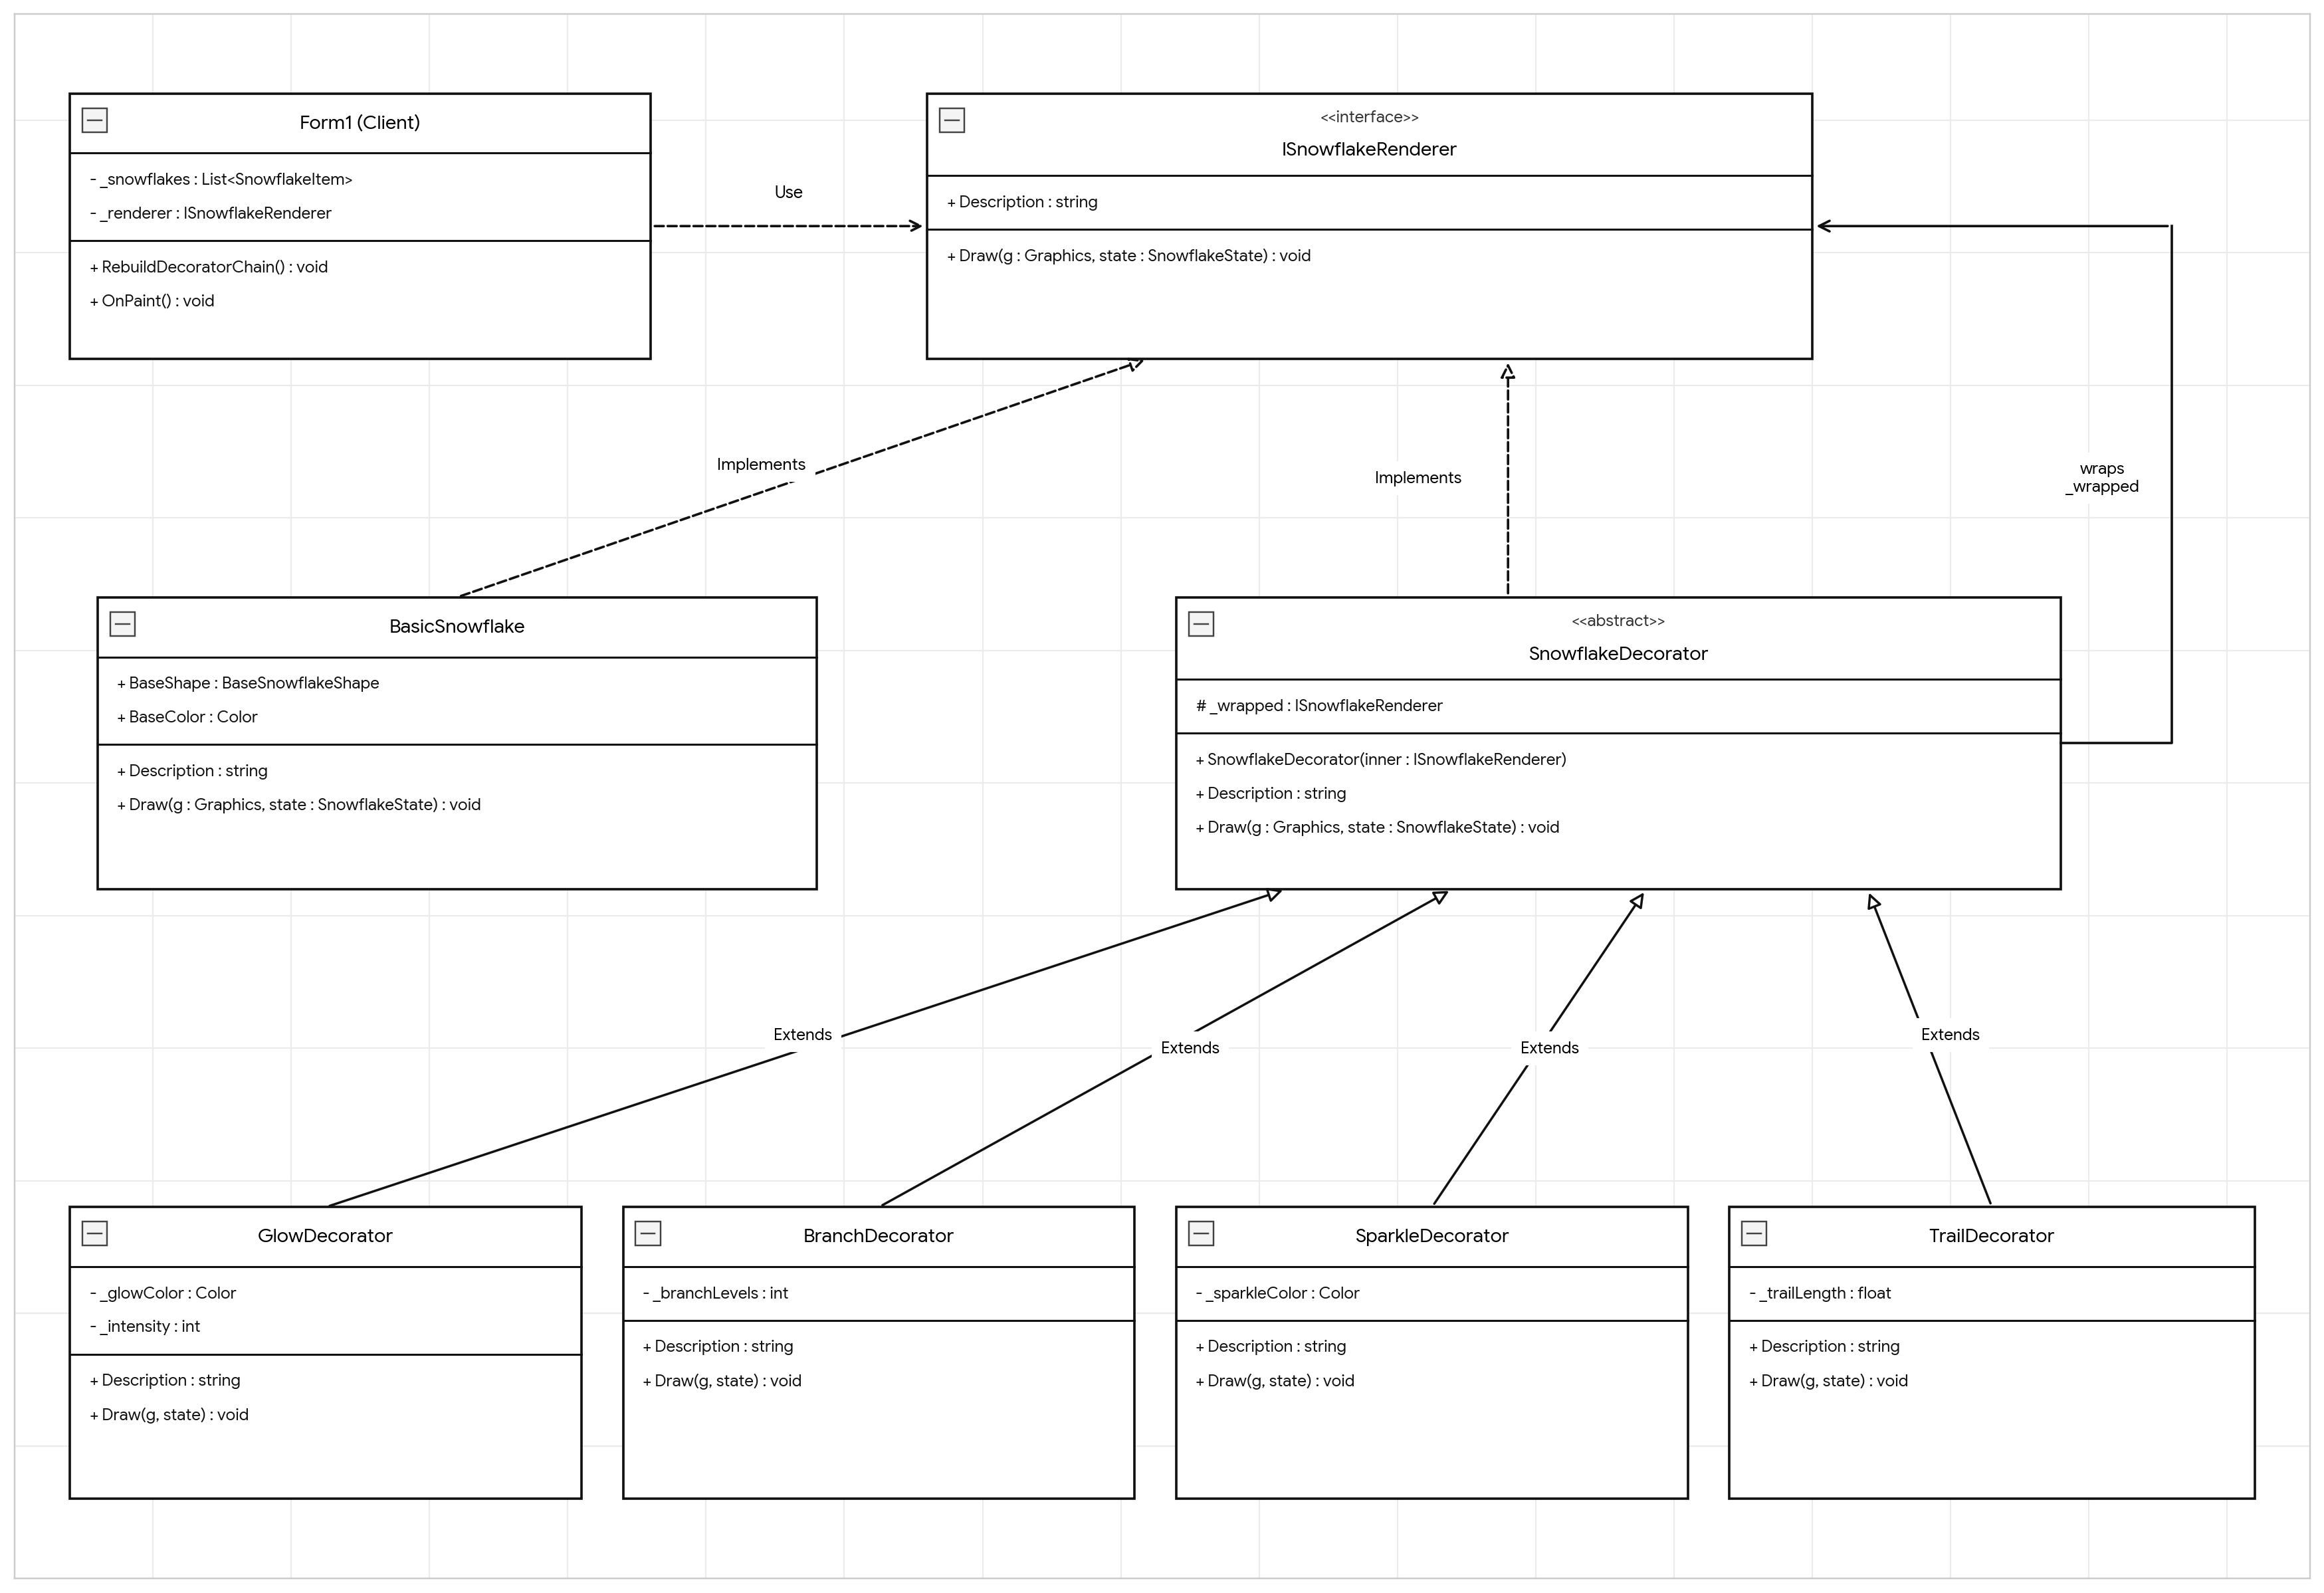 Form1 (Client)
- _snowflakes : List<SnowflakeItem>
- _renderer : ISnowflakeRenderer
+ RebuildDecoratorChain() : void
+ OnPaint() : void
Use
<<interface>>
ISnowflakeRenderer
+ Description : string
+ Draw(g : Graphics, state : SnowflakeState) : void
Implements
Implements
wraps
_wrapped
BasicSnowflake
+ BaseShape : BaseSnowflakeShape
+ BaseColor : Color
+ Description : string
+ Draw(g : Graphics, state : SnowflakeState) : void
<<abstract>>
SnowflakeDecorator
# _wrapped : ISnowflakeRenderer
+ SnowflakeDecorator(inner : ISnowflakeRenderer)
+ Description : string
+ Draw(g : Graphics, state : SnowflakeState) : void
Extends
Extends
Extends
Extends
GlowDecorator
- _glowColor : Color
- _intensity : int
+ Description : string
+ Draw(g, state) : void
BranchDecorator
- _branchLevels : int
+ Description : string
+ Draw(g, state) : void
SparkleDecorator
- _sparkleColor : Color
+ Description : string
+ Draw(g, state) : void
TrailDecorator
- _trailLength : float
+ Description : string
+ Draw(g, state) : void